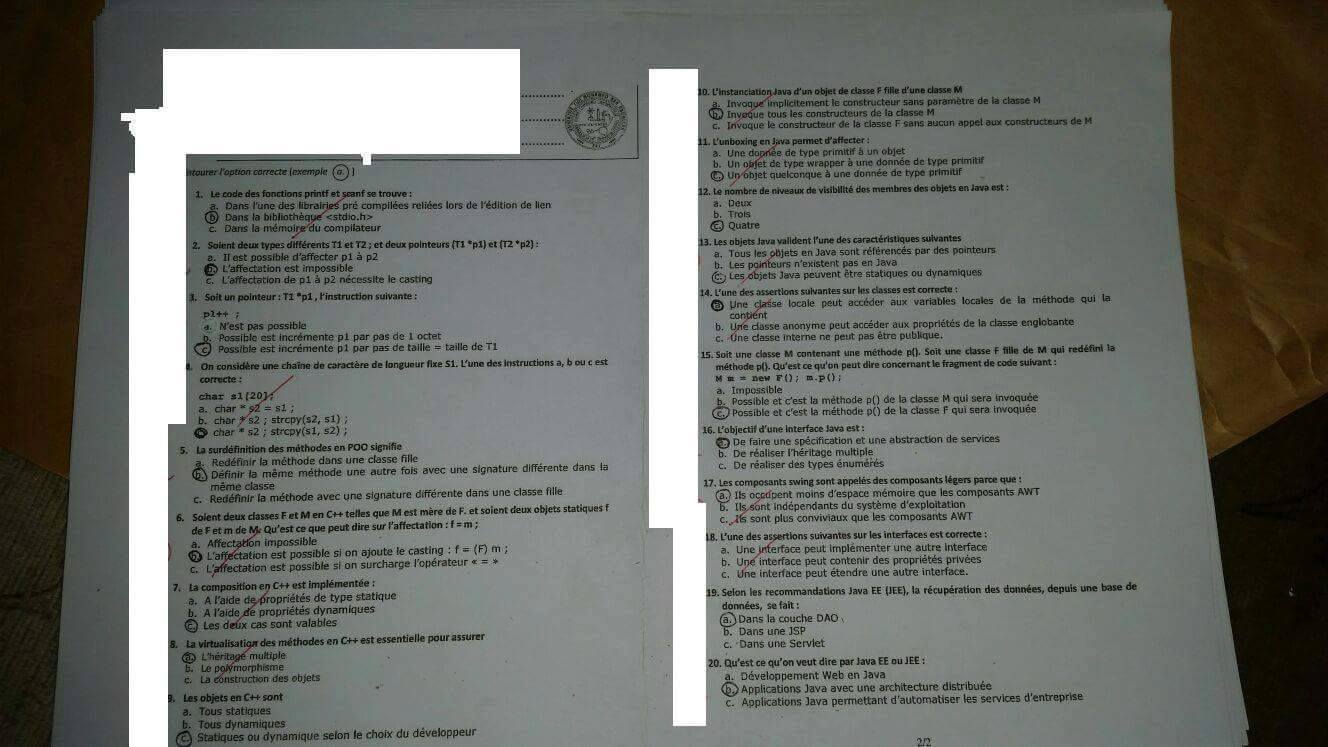 ntourer l'option correcte (exemple a. )
1. Le code des fonctions printf et scanf se trouve :
a. Dans l'une des librairies pré compilées reliées lors de l'édition de lien
b. Dans la bibliothèque <stdio.h>
c. Dans la mémoire du compilateur
2. Soient deux types différents T1 et T2 ; et deux pointeurs (T1 *p1) et (T2 *p2) :
a. Il est possible d'affecter p1 à p2
b. L'affectation est impossible
c. L'affectation de p1 à p2 nécessite le casting
3. Soit un pointeur : T1 *p1 , l'instruction suivante :
p1++ ;
a. N'est pas possible
b. Possible est incrémente p1 par pas de 1 octet
c. Possible est incrémente p1 par pas de taille = taille de T1
On considère une chaîne de caractère de longueur fixe S1. L'une des instructions a, b ou c est
correcte :
char s1[20];
a. char * s2 = s1 ;
b. char * s2 ; strcpy(s2, s1) ;
c. char * s2 ; strcpy(s1, s2) ;
5. La surdéfinition des méthodes en POO signifie
a. Redéfinir la méthode dans une classe fille
b. Définir la même méthode une autre fois avec une signature différente dans la
même classe
c. Redéfinir la méthode avec une signature différente dans une classe fille
6. Soient deux classes F et M en C++ telles que M est mère de F. et soient deux objets statiques f
de F et m de M. Qu'est ce que peut dire sur l'affectation : f = m ;
a. Affectation impossible
b. L'affectation est possible si on ajoute le casting : f = (F) m ;
c. L'affectation est possible si on surcharge l'opérateur « = »
7. La composition en C++ est implémentée :
a. A l'aide de propriétés de type statique
b. A l'aide de propriétés dynamiques
c. Les deux cas sont valables
8. La virtualisation des méthodes en C++ est essentielle pour assurer
a. L'héritage multiple
b. Le polymorphisme
c. La construction des objets
9. Les objets en C++ sont
a. Tous statiques
b. Tous dynamiques
c. Statiques ou dynamique selon le choix du développeur
10. L'instanciation Java d'un objet de classe F fille d'une classe M
a. Invoque implicitement le constructeur sans paramètre de la classe M
b. Invoque tous les constructeurs de la classe M
c. Invoque le constructeur de la classe F sans aucun appel aux constructeurs de M
11. L'unboxing en Java permet d'affecter :
a. Une donnée de type primitif à un objet
b. Un objet de type wrapper à une donnée de type primitif
c. Un objet quelconque à une donnée de type primitif
12. Le nombre de niveaux de visibilité des membres des objets en Java est :
a. Deux
b. Trois
c. Quatre
13. Les objets Java valident l'une des caractéristiques suivantes
a. Tous les objets en Java sont référencés par des pointeurs
b. Les pointeurs n'existent pas en Java
c. Les objets Java peuvent être statiques ou dynamiques
14. L'une des assertions suivantes sur les classes est correcte :
a. Une classe locale peut accéder aux variables locales de la méthode qui la
contient
b. Une classe anonyme peut accéder aux propriétés de la classe englobante
c. Une classe interne ne peut pas être publique.
15. Soit une classe M contenant une méthode p(). Soit une classe F fille de M qui redéfini la
méthode p(). Qu'est ce qu'on peut dire concernant le fragment de code suivant :
M m = new F(); m.p();
a. Impossible
b. Possible et c'est la méthode p() de la classe M qui sera invoquée
c. Possible et c'est la méthode p() de la classe F qui sera invoquée
16. L'objectif d'une interface Java est :
a. De faire une spécification et une abstraction de services
b. De réaliser l'héritage multiple
c. De réaliser des types énumérés
17. Les composants swing sont appelés des composants légers parce que :
a. Ils occupent moins d'espace mémoire que les composants AWT
b. Ils sont indépendants du système d'exploitation
c. Ils sont plus conviviaux que les composants AWT
18. L'une des assertions suivantes sur les interfaces est correcte :
a. Une interface peut implémenter une autre interface
b. Une interface peut contenir des propriétés privées
c. Une interface peut étendre une autre interface.
19. Selon les recommandations Java EE (JEE), la récupération des données, depuis une base de
données, se fait :
a. Dans la couche DAO
b. Dans une JSP
c. Dans une Servlet
20. Qu'est ce qu'on veut dire par Java EE ou JEE :
a. Développement Web en Java
b. Applications Java avec une architecture distribuée
c. Applications Java permettant d'automatiser les services d'entreprise
2/2